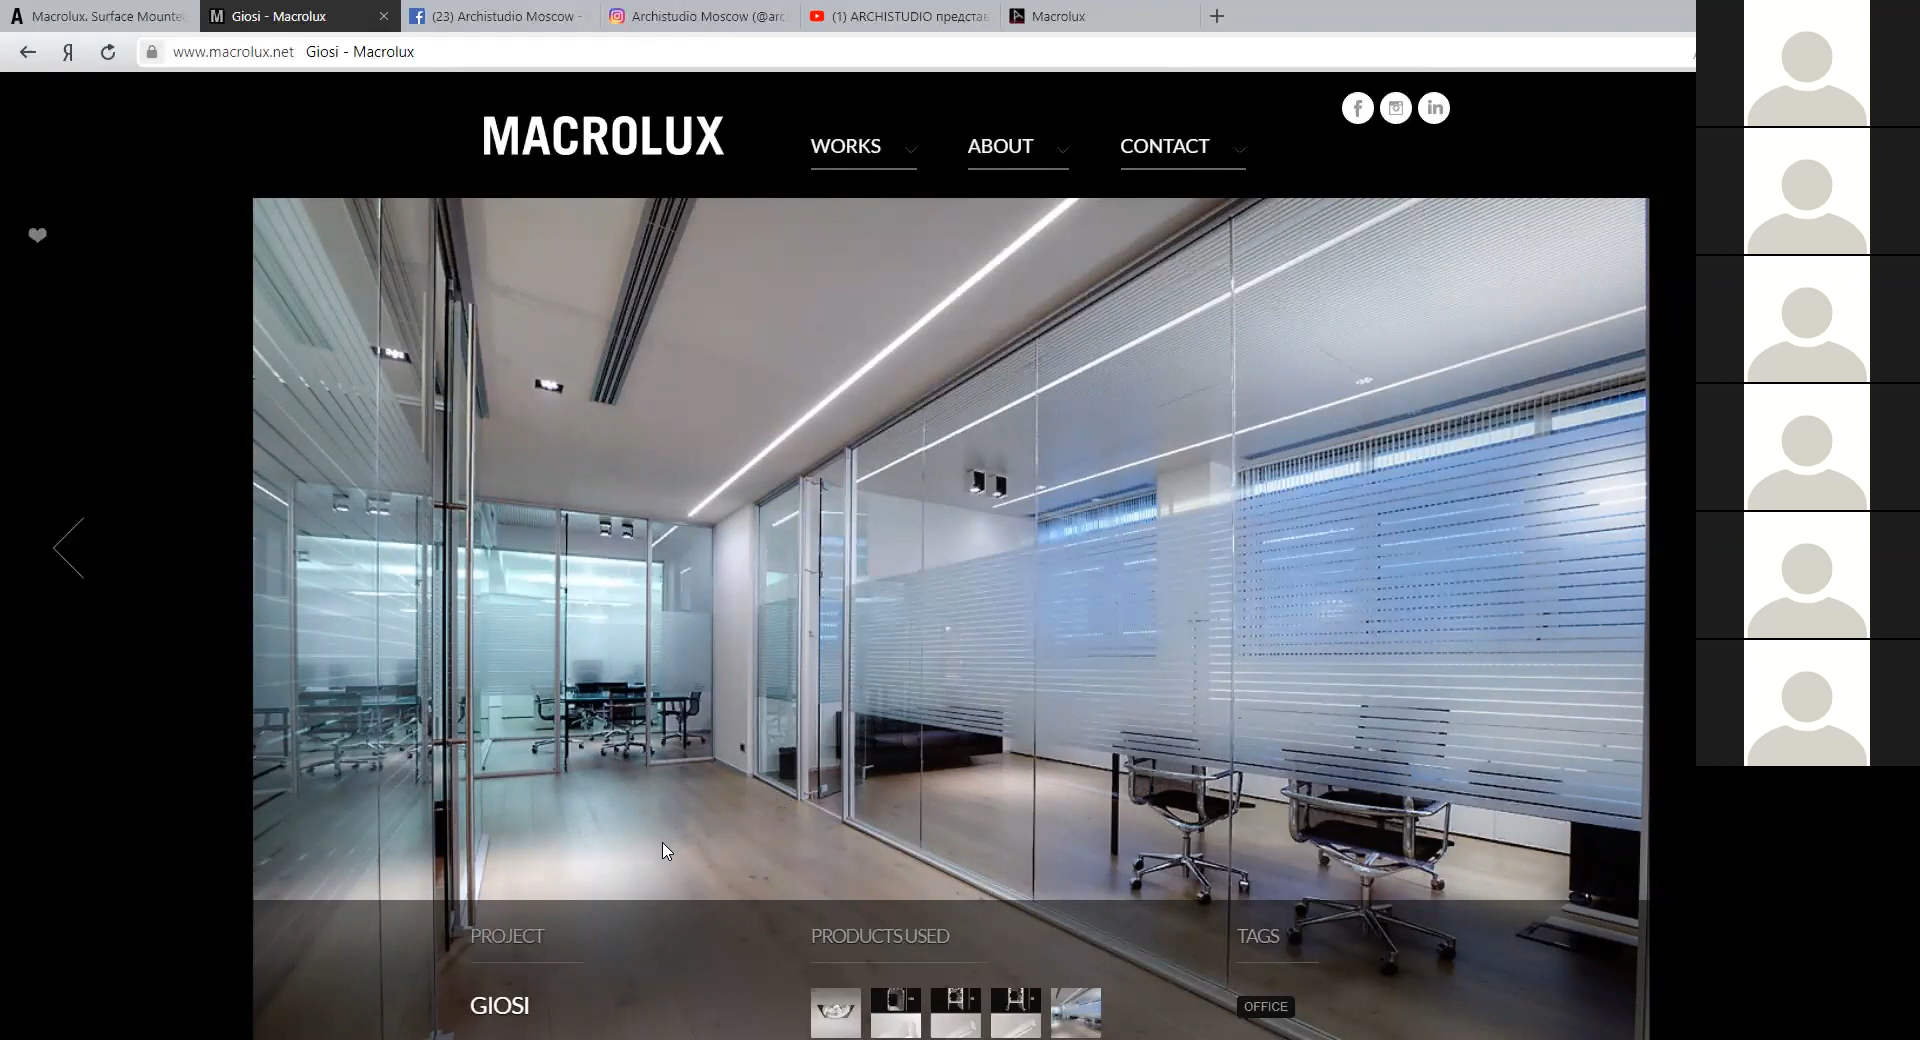 Macrolux. Surface Mounte
Giosi - Macrolux
(23) Archistudio Moscow -
Archistudio Moscow (@arc
(1) ARCHISTUDIO представ
Macrolux
www.macrolux.net Giosi - Macrolux
MACROLUX
WORKS
ABOUT
CONTACT
PROJECT
PRODUCTS USED
TAGS
GIOSI
OFFICE